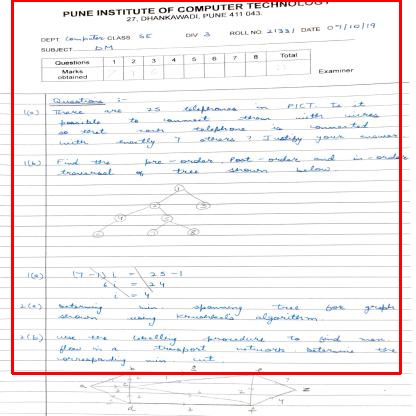 PUNE INSTITUTE OF COMPUTER TECHNOLOGY
27, DHANKAWADI, PUNE 411 043.
DEPT. Computer CLASS SE DIV 3 ROLL NO. 21331 DATE 09/10/19
SUBJECT DM
Questions 1 2 3 4 5 6 7 8 Total
Marks obtained
Examiner
Questions :-
1(a) There are 25 telephones in PICT. Is it
possible to connect them with wires
so that each telephone is connected
with exactly 7 others ? Justify your answer
1(b) Find the pre-order, Post-order and in-order
traversal of tree shown below.
1
2 3
4 5
6 7 8
1(a) (7-1)i = 25-1
6i = 24
i = 4
2(a) Determine min. spanning tree for graph
shown using Kruskal's algorithm.
2(b) Use the labelling procedure to find max
flow in a transport network. Determine the
corresponding min. cut.
a z
d f